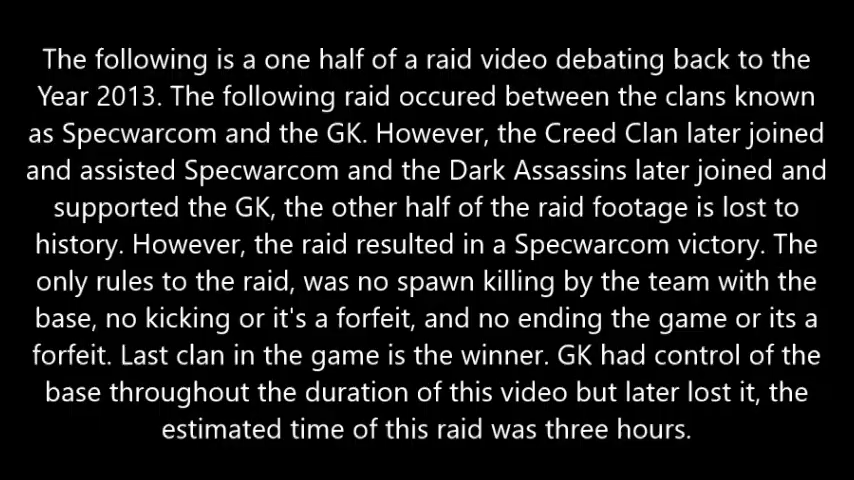 The following is a one half of a raid video debating back to the
Year 2013. The following raid occured between the clans known
as Specwarcom and the GK. However, the Creed Clan later joined
and assisted Specwarcom and the Dark Assassins later joined and
supported the GK, the other half of the raid footage is lost to
history. However, the raid resulted in a Specwarcom victory. The
only rules to the raid, was no spawn killing by the team with the
base, no kicking or it's a forfeit, and no ending the game or its a
forfeit. Last clan in the game is the winner. GK had control of the
base throughout the duration of this video but later lost it, the
estimated time of this raid was three hours.